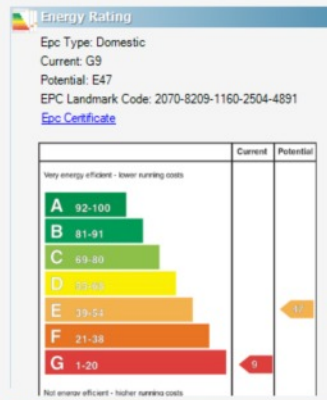 Energy Rating
Epc Type: Domestic
Current: G9
Potential: E47
EPC Landmark Code: 2070-8209-1160-2504-4891
Epc Certificate
Current Potential
Very energy efficient - lower running costs
A 92-100
B 81-91
C 69-80
D 55-68
E 39-54
47
F 21-38
G 1-20
9
Not energy efficient - higher running costs